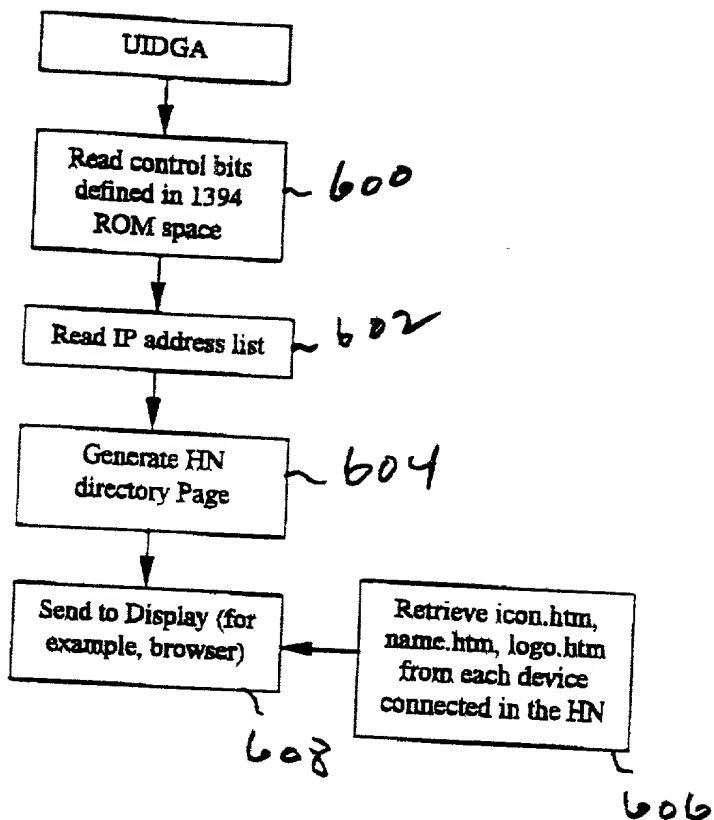 UIDGA
Read control bits
defined in 1394
ROM space
600
Read IP address list
602
Generate HN
directory Page
604
Send to Display (for
example, browser)
608
Retrieve icon.htm,
name.htm, logo.htm
from each device
connected in the HN
606